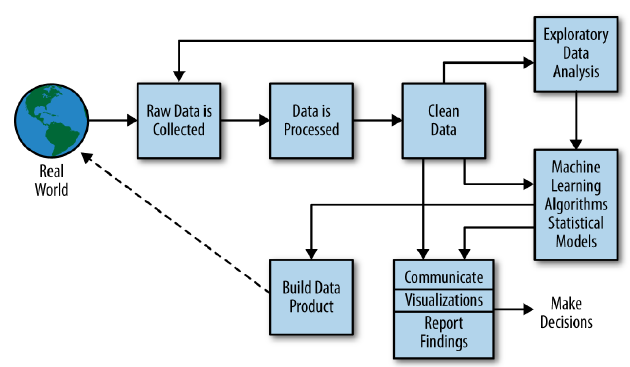 Exploratory
Data
Analysis
Raw Data is
Collected
Data is
Processed
Clean
Data
Real
World
Machine
Learning
Algorithms
Statistical
Models
Build Data
Product
Communicate
Visualizations
Report
Findings
Make
Decisions